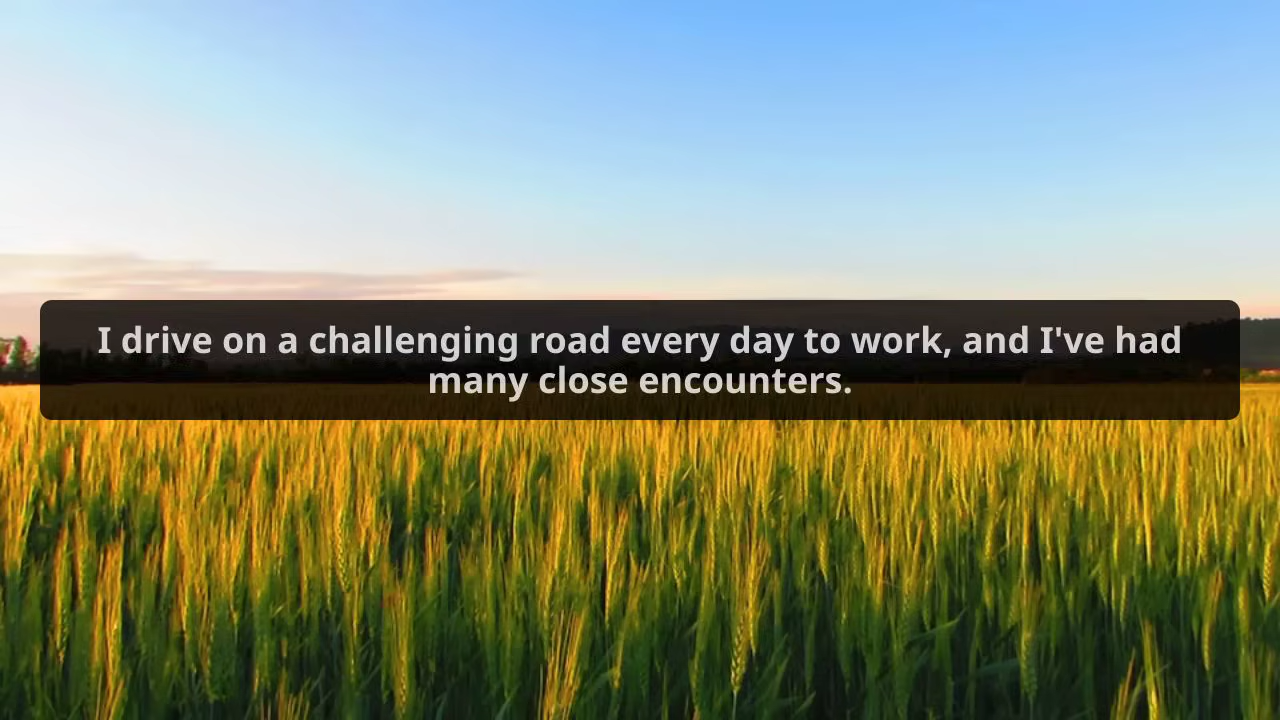 I drive on a challenging road every day to work, and I've had
many close encounters.